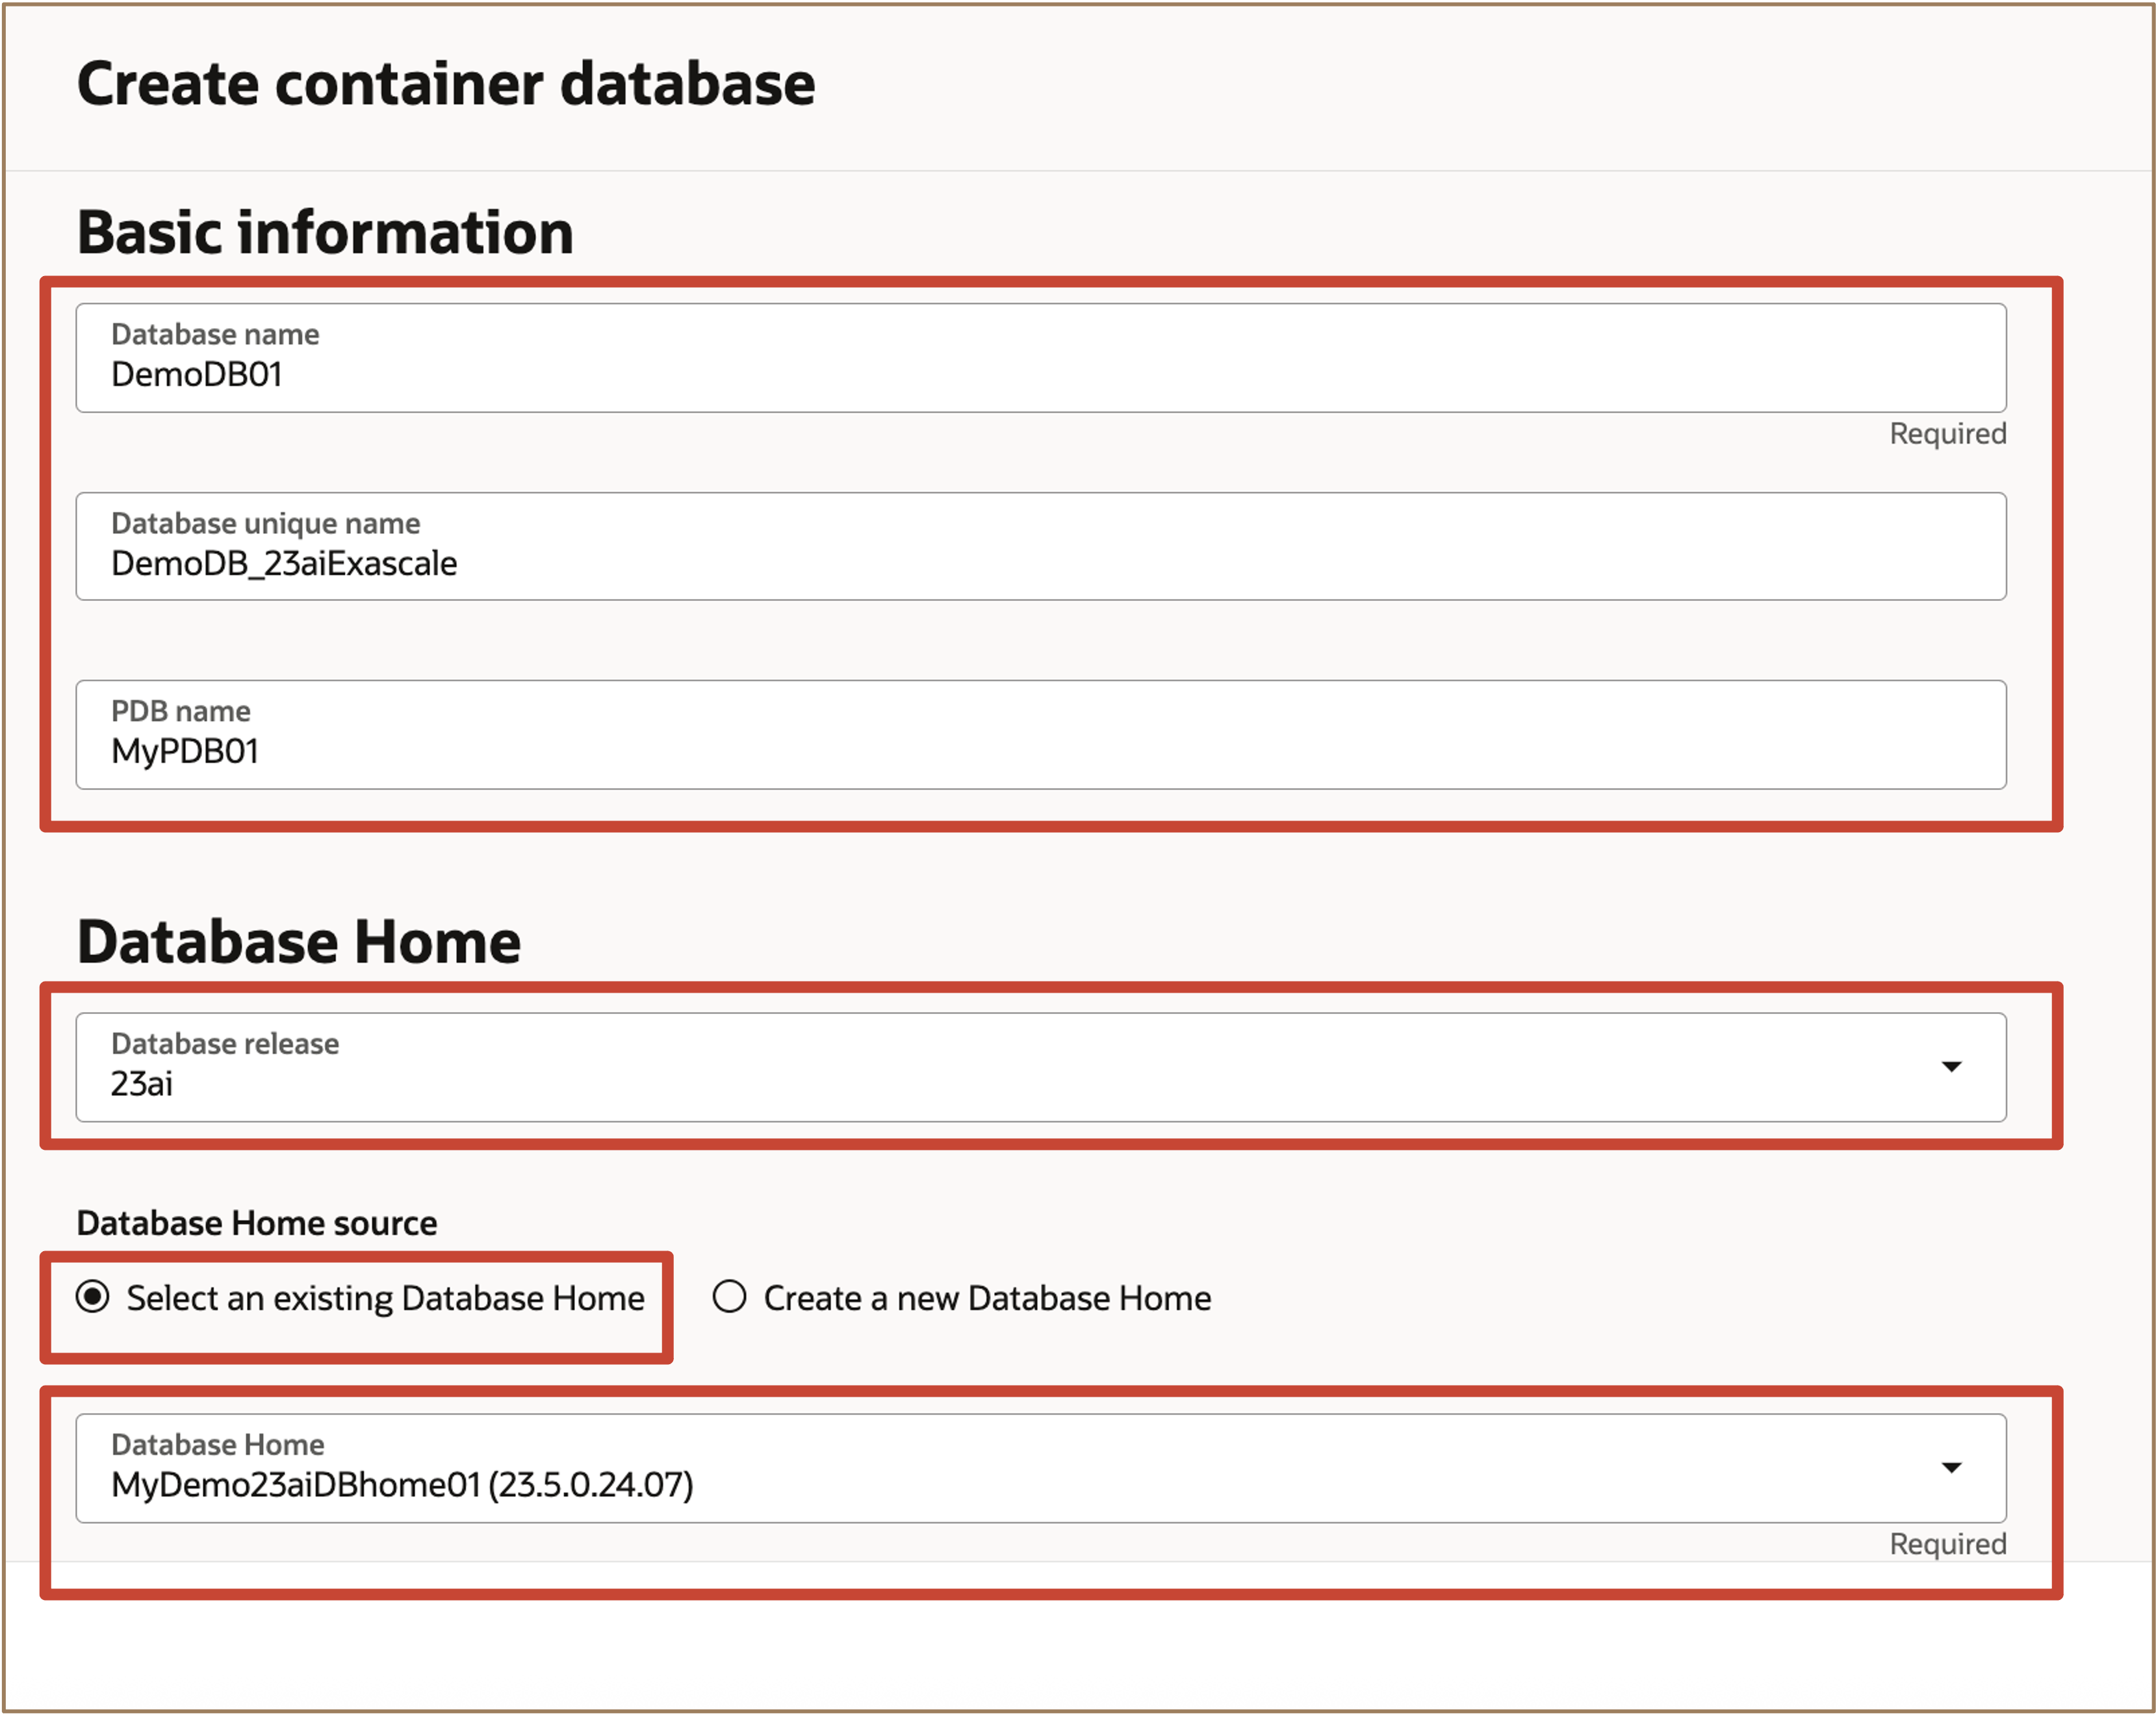 Create container database
Basic information
Database name
DemoDB01
Required
Database unique name
DemoDB_23aiExascale
PDB name
MyPDB01
Database Home
Database release
23ai
Database Home source
Select an existing Database Home
Create a new Database Home
Database Home
MyDemo23aiDBhome01 (23.5.0.24.07)
Required